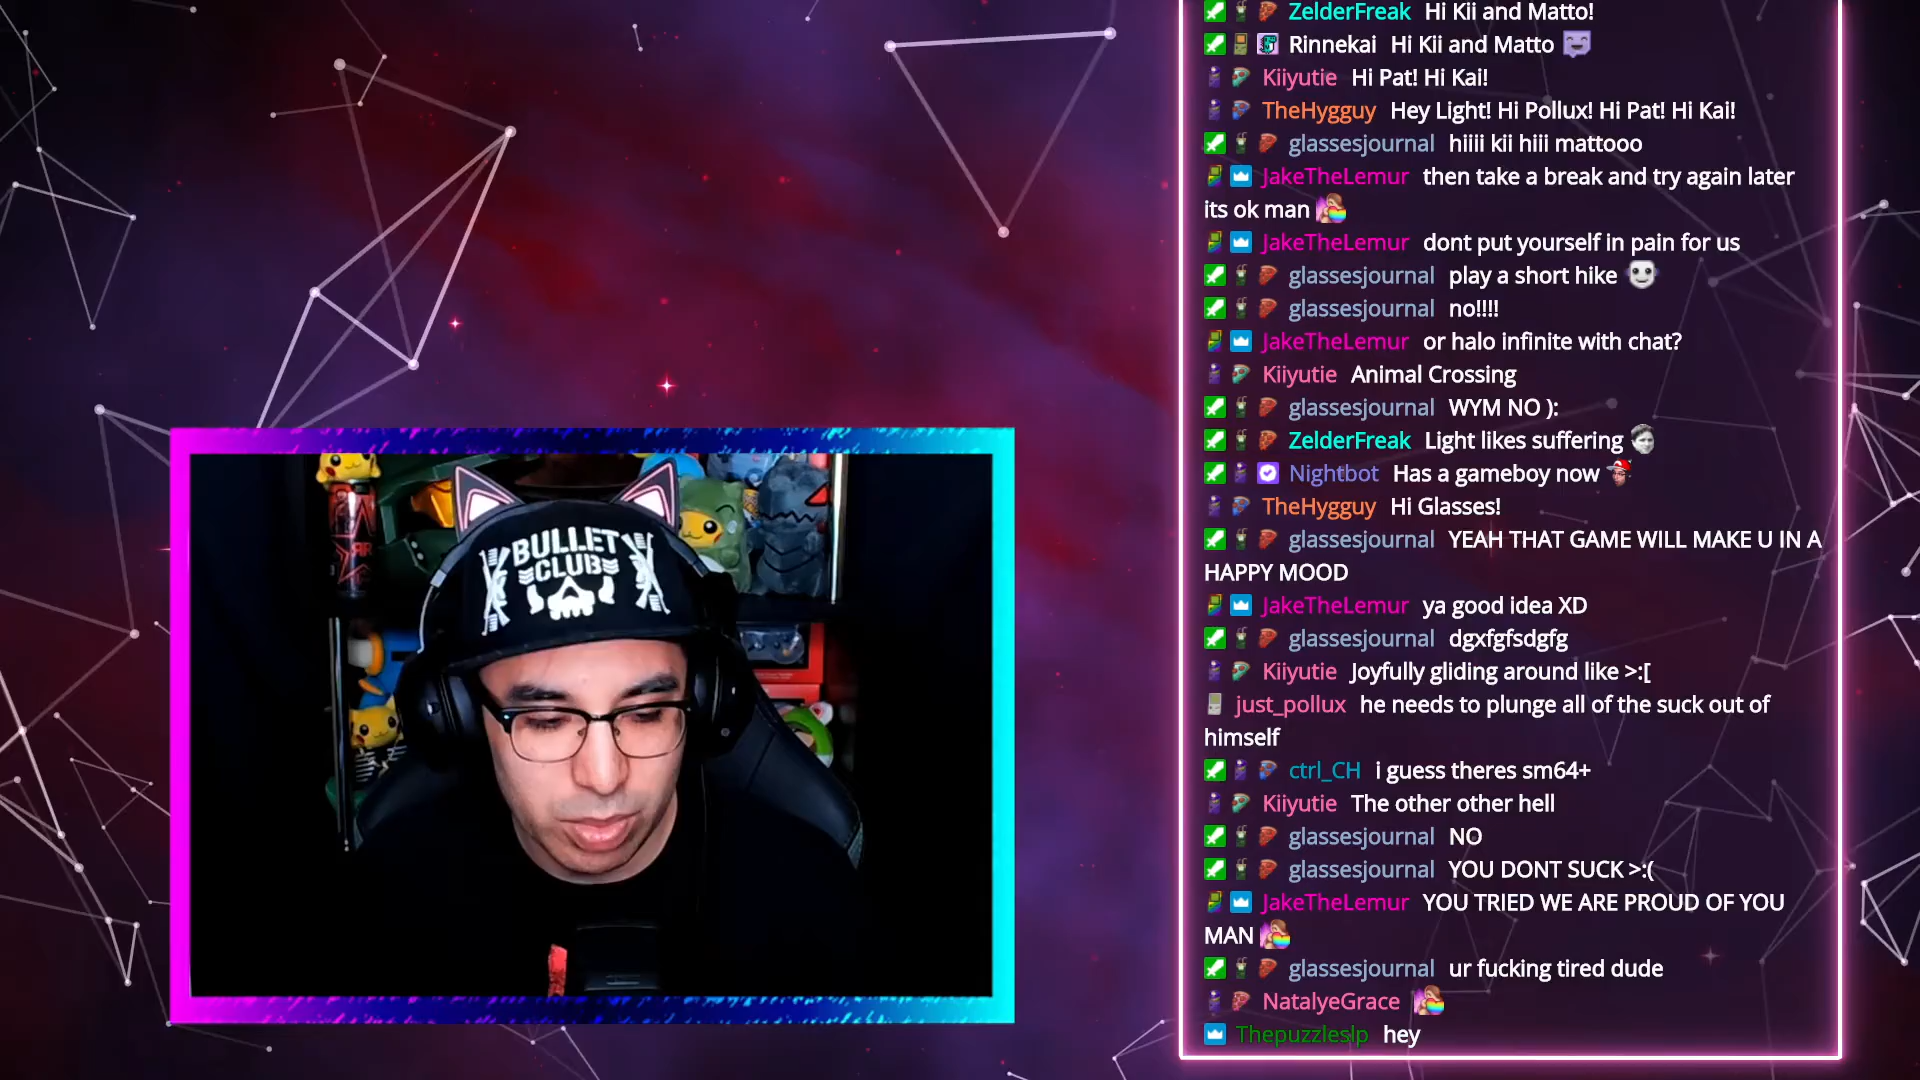 ZelderFreak Hi Kii and Matto!
Rinnekai Hi Kii and Matto
Kiiyutie Hi Pat! Hi Kai!
TheHygguy Hey Light! Hi Pollux! Hi Pat! Hi Kai!
glassesjournal hiiii kii hiii mattooo
JakeTheLemur then take a break and try again later
its ok man
JakeTheLemur dont put yourself in pain for us
glassesjournal play a short hike
glassesjournal no!!!!
JakeTheLemur or halo infinite with chat?
Kiiyutie Animal Crossing
glassesjournal WYM NO ):
ZelderFreak Light likes suffering
Nightbot Has a gameboy now
TheHygguy Hi Glasses!
glassesjournal YEAH THAT GAME WILL MAKE U IN A
HAPPY MOOD
JakeTheLemur ya good idea XD
glassesjournal dgxfgfsdgfg
Kiiyutie Joyfully gliding around like >:[
just_pollux he needs to plunge all of the suck out of
himself
ctrl_CH i guess theres sm64+
Kiiyutie The other other hell
glassesjournal NO
glassesjournal YOU DONT SUCK >:(
JakeTheLemur YOU TRIED WE ARE PROUD OF YOU
MAN
glassesjournal ur fucking tired dude
NatalyeGrace
Thepuzzleslp hey
BULLET
CLUB